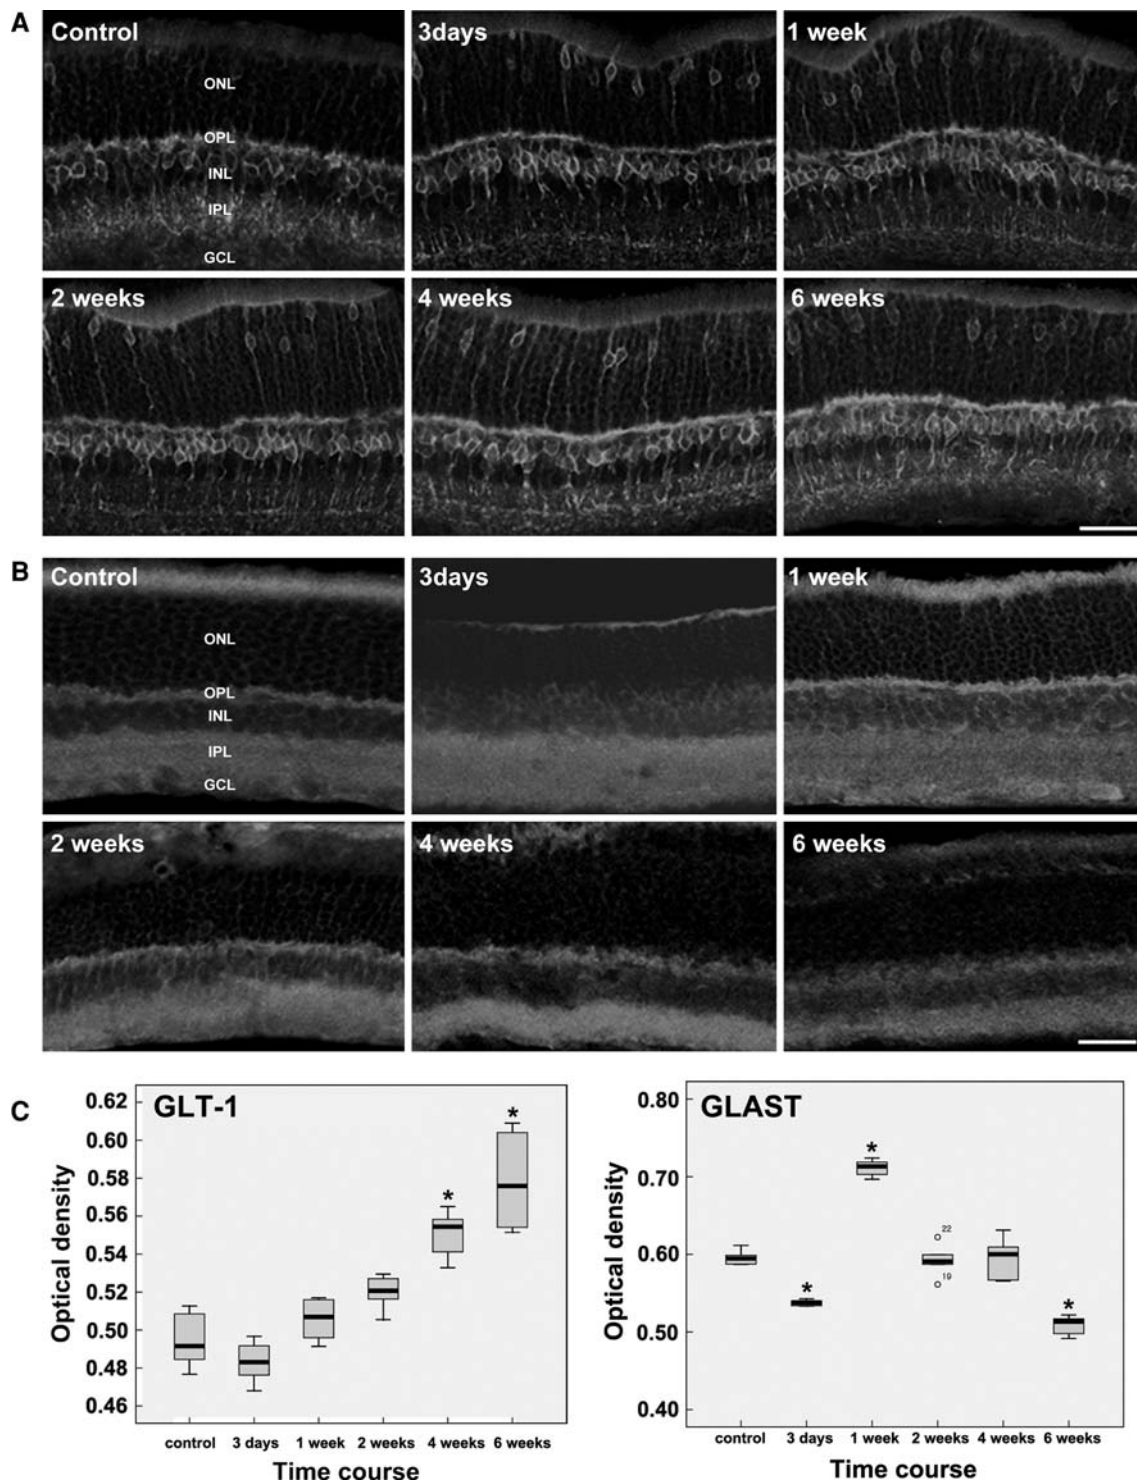 A
Control
3days
1 week
ONL
OPL
INL
IPL
GCL
2 weeks
4 weeks
6 weeks
B
Control
3days
1 week
ONL
OPL
INL
IPL
GCL
2 weeks
4 weeks
6 weeks
C
GLT-1
Optical density
0.62
0.60
0.58
0.56
0.54
0.52
0.50
0.48
0.46
*
*
control 3 days 1 week 2 weeks 4 weeks 6 weeks
Time course
GLAST
Optical density
0.80
0.70
0.60
0.50
0.40
*
*
22
19
*
control 3 days 1 week 2 weeks 4 weeks 6 weeks
Time course